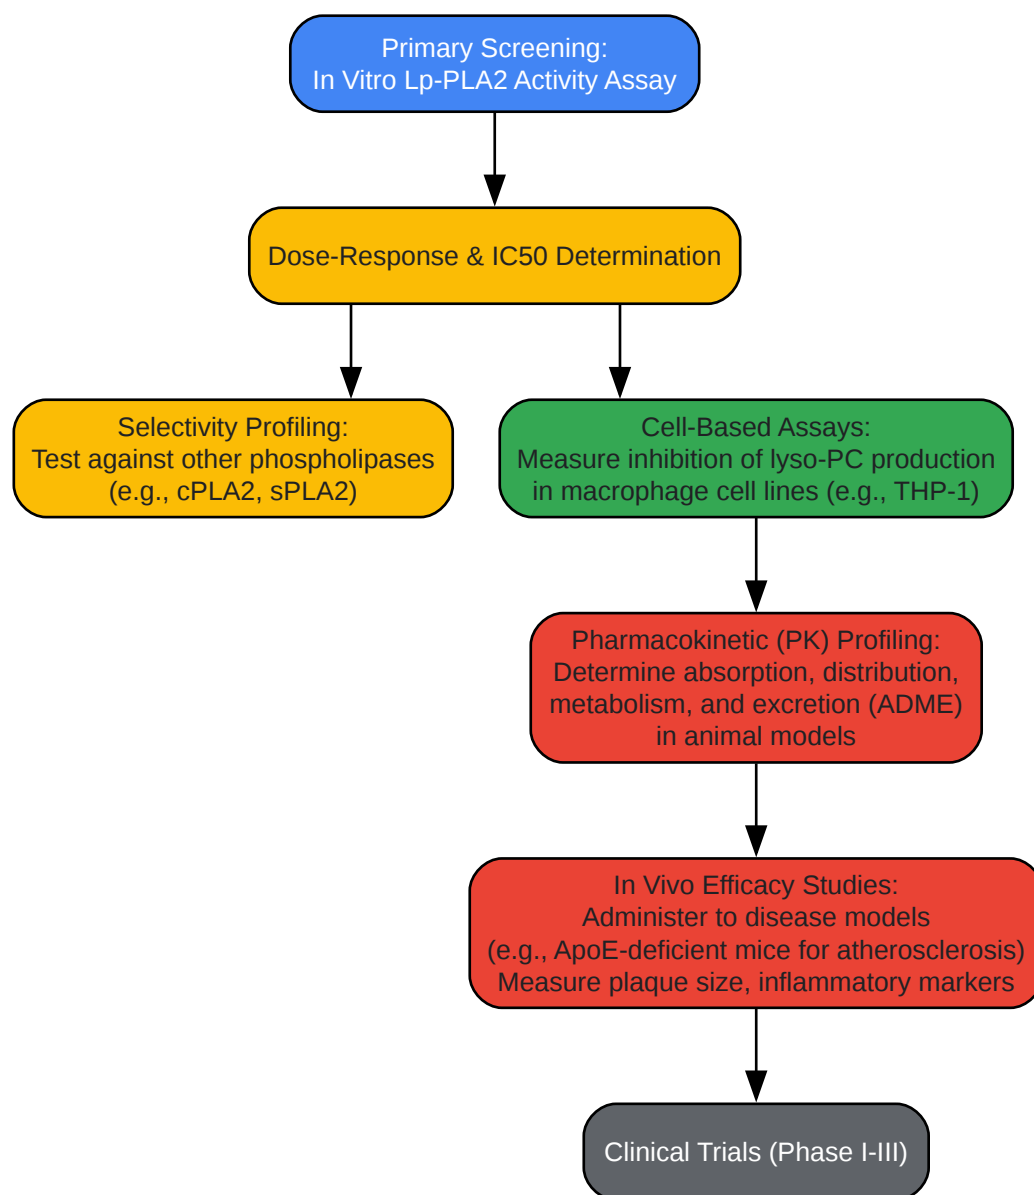 Primary Screening:
In Vitro Lp-PLA2 Activity Assay
Dose-Response & IC50 Determination
Selectivity Profiling:
Test against other phospholipases
(e.g., cPLA2, sPLA2)
Cell-Based Assays:
Measure inhibition of lyso-PC production
in macrophage cell lines (e.g., THP-1)
Pharmacokinetic (PK) Profiling:
Determine absorption, distribution,
metabolism, and excretion (ADME)
in animal models
In Vivo Efficacy Studies:
Administer to disease models
(e.g., ApoE-deficient mice for atherosclerosis)
Measure plaque size, inflammatory markers
Clinical Trials (Phase I-III)